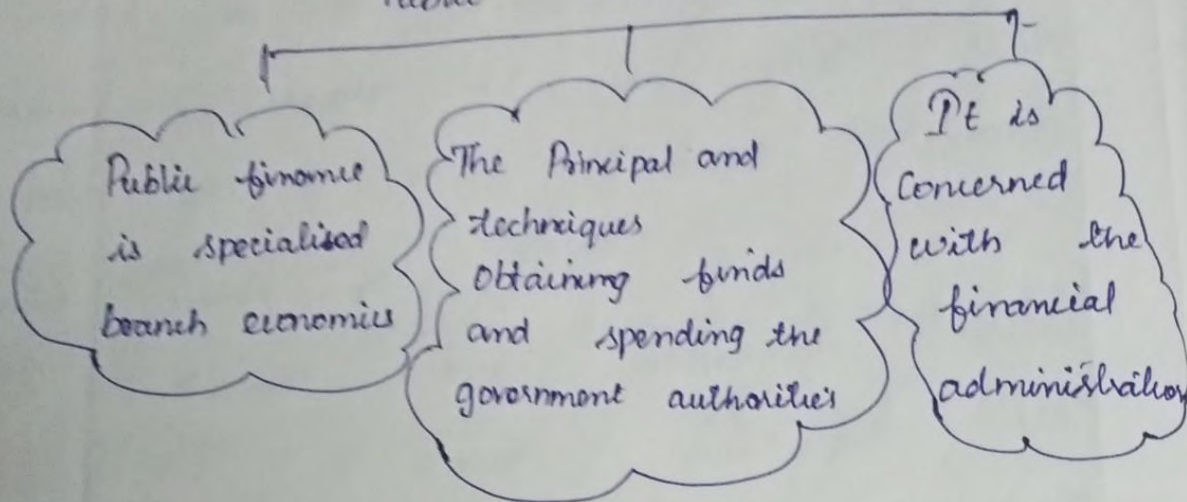 Public finance
is specialised
branch economics
The Principal and
techniques
Obtaining funds
and spending the
government authorities
It is
Concerned
with the
financial
administration